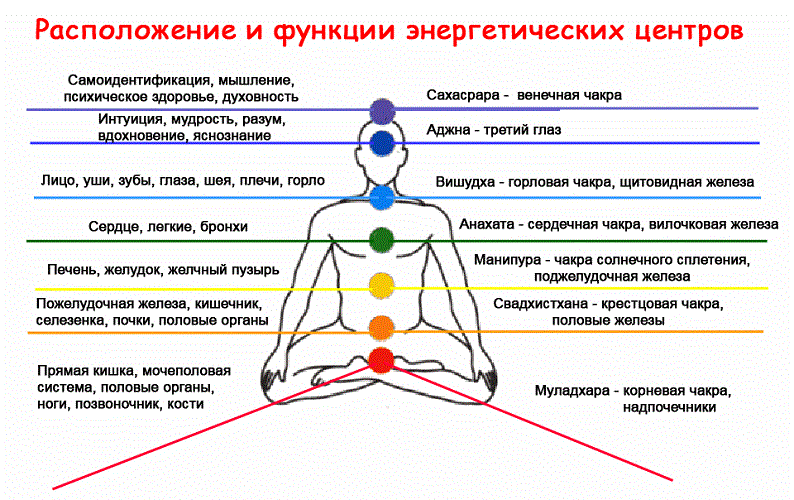 Расположение и функции энергетических центров
Самоидентификация, мышление,
психическое здоровье, духовность
Сахасрара - венечная чакра
Интуиция, мудрость, разум,
вдохновение, яснознание
Аджна - третий глаз
Лицо, уши, зубы, глаза, шея, плечи, горло
Вишудха - горловая чакра, щитовидная железа
Сердце, легкие, бронхи
Анахата - сердечная чакра, вилочковая железа
Печень, желудок, желчный пузырь
Манипура - чакра солнечного сплетения,
поджелудочная железа
Пожелудочная железа, кишечник,
селезенка, почки, половые органы
Свадхистхана - крестцовая чакра,
половые железы
Прямая кишка, мочеполовая
система, половые органы,
ноги, позвоночник, кости
Муладхара - корневая чакра,
надпочечники